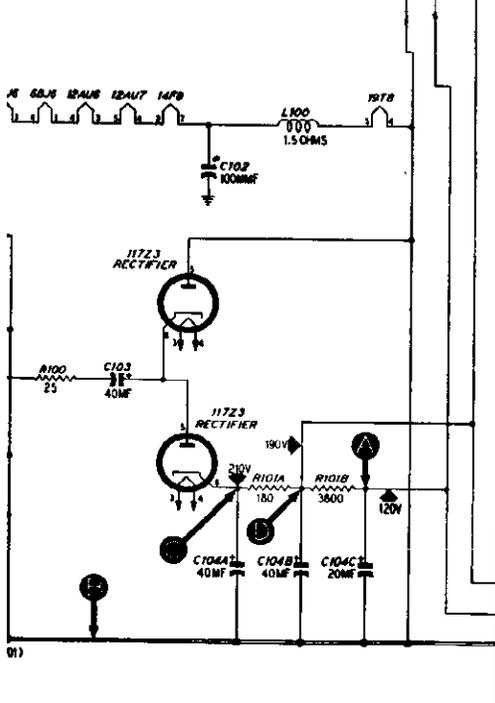 6BJ6 12AU6 12AU7 14F8 19T8
L100
1.5 OHMS
C102
100MMF
117Z3
RECTIFIER
R100
25
C103
40MF
117Z3
RECTIFIER
190V
A
210V
R101A
180
R101B
3800
120V
C104A
40MF
C104B
40MF
C104C
20MF
01)